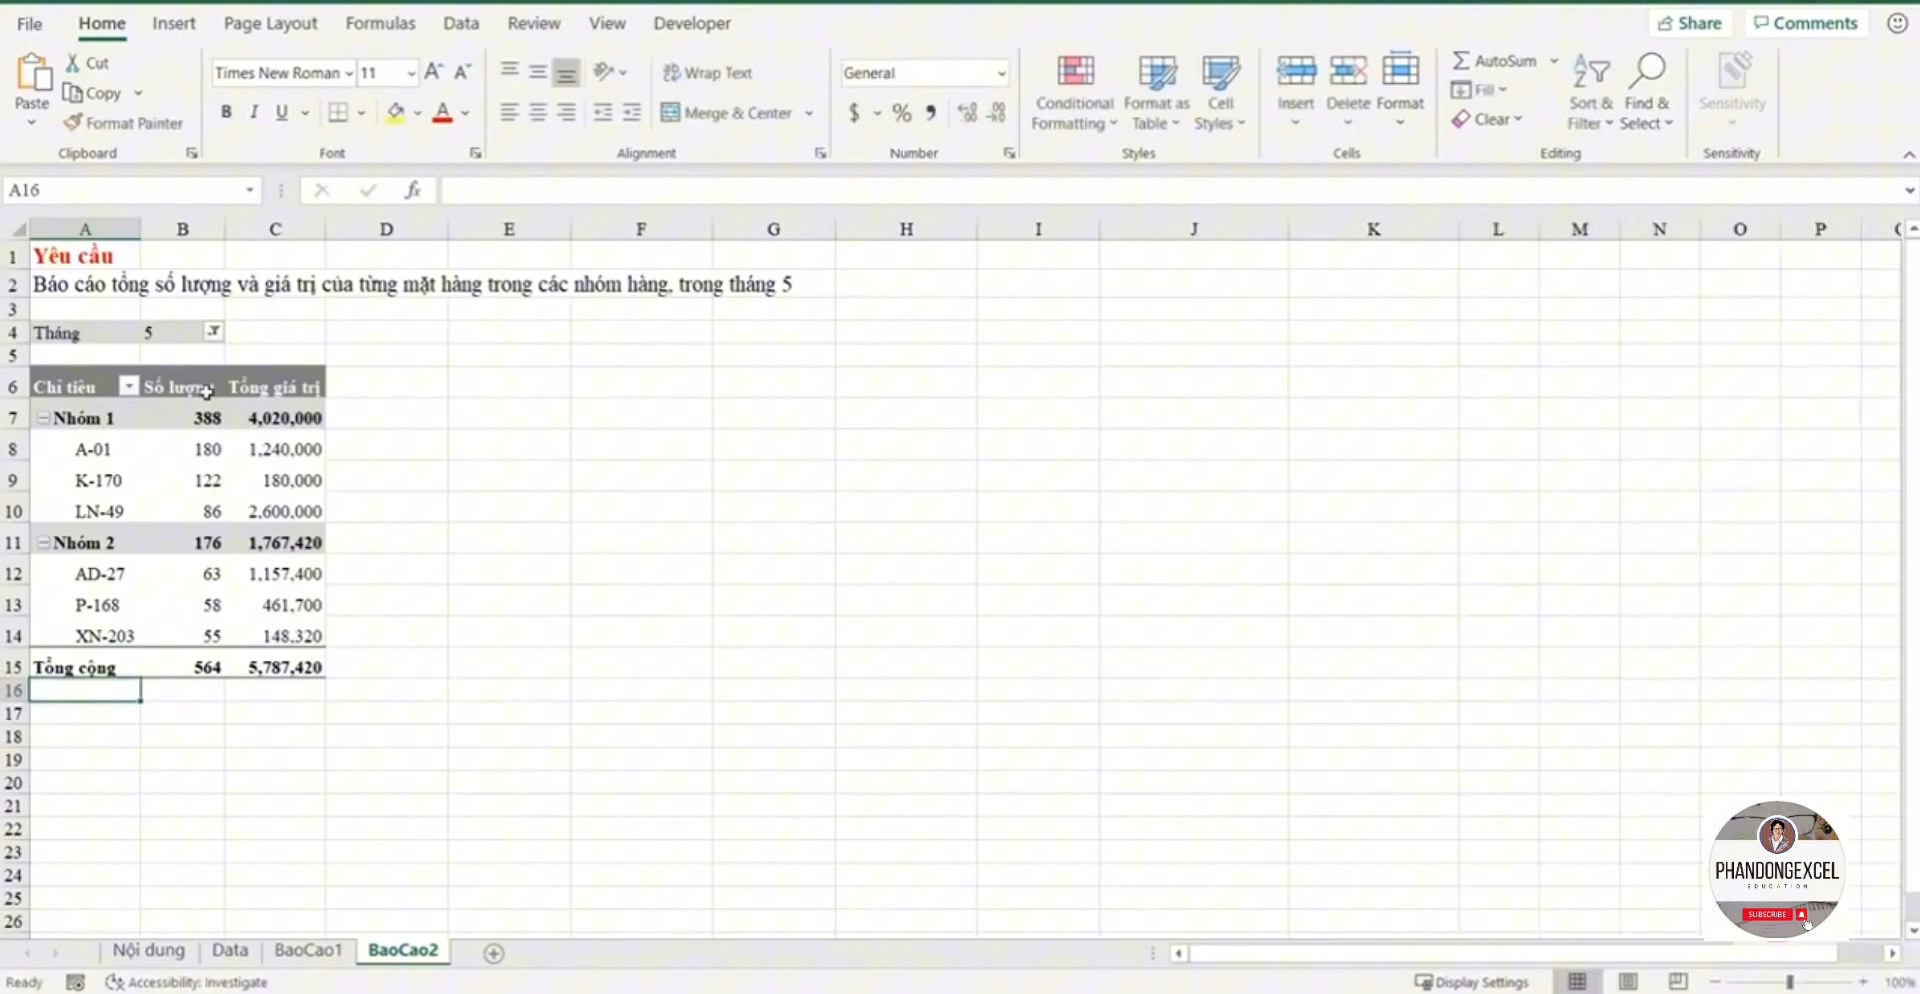 File Home Insert Page Layout Formulas Data Review View Developer Share Comments
Paste Cut Copy Format Painter Clipboard
Times New Roman 11 B I U Font
Wrap Text Merge & Center Alignment
General $ % Number
Conditional Formatting Format as Table Cell Styles Styles
Insert Delete Format Cells
AutoSum Fill Clear Sort & Filter Find & Select Editing
Sensitivity Sensitivity
A16 fx
A B C D E F G H I J K L M N O P
1 Yêu cầu
2 Báo cáo tổng số lượng và giá trị của từng mặt hàng trong các nhóm hàng, trong tháng 5
3
4 Tháng 5
5
6 Chỉ tiêu Số lượng Tổng giá trị
7 Nhóm 1 388 4,020,000
8 A-01 180 1,240,000
9 K-170 122 180,000
10 LN-49 86 2,600,000
11 Nhóm 2 176 1,767,420
12 AD-27 63 1,157,400
13 P-168 58 461,700
14 XN-203 55 148,320
15 Tổng cộng 564 5,787,420
16
17
18
19
20
21
22
23
24
25
26
PHANDONGEXCEL
EDUCATION
SUBSCRIBE
Nội dung Data BaoCao1 BaoCao2
Ready Accessibility: Investigate Display Settings 100%